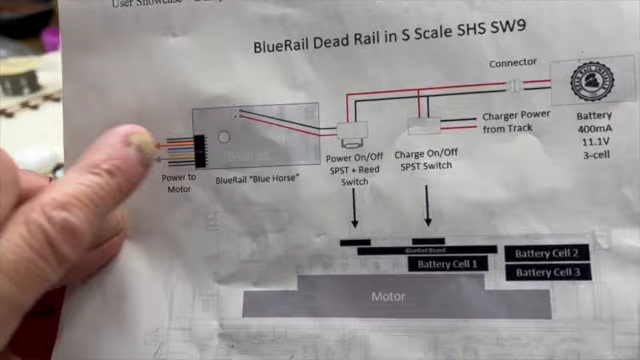 User Showcase
BlueRail Dead Rail in S Scale SHS SW9
Connector
Charger Power
from Track
Battery
400mA
11.1V
3-cell
Power to
Motor
BlueRail "Blue Horse"
Power On/Off
SPST + Reed
Switch
Charge On/Off
SPST Switch
BlueRail Board
Battery Cell 1
Battery Cell 2
Battery Cell 3
Motor